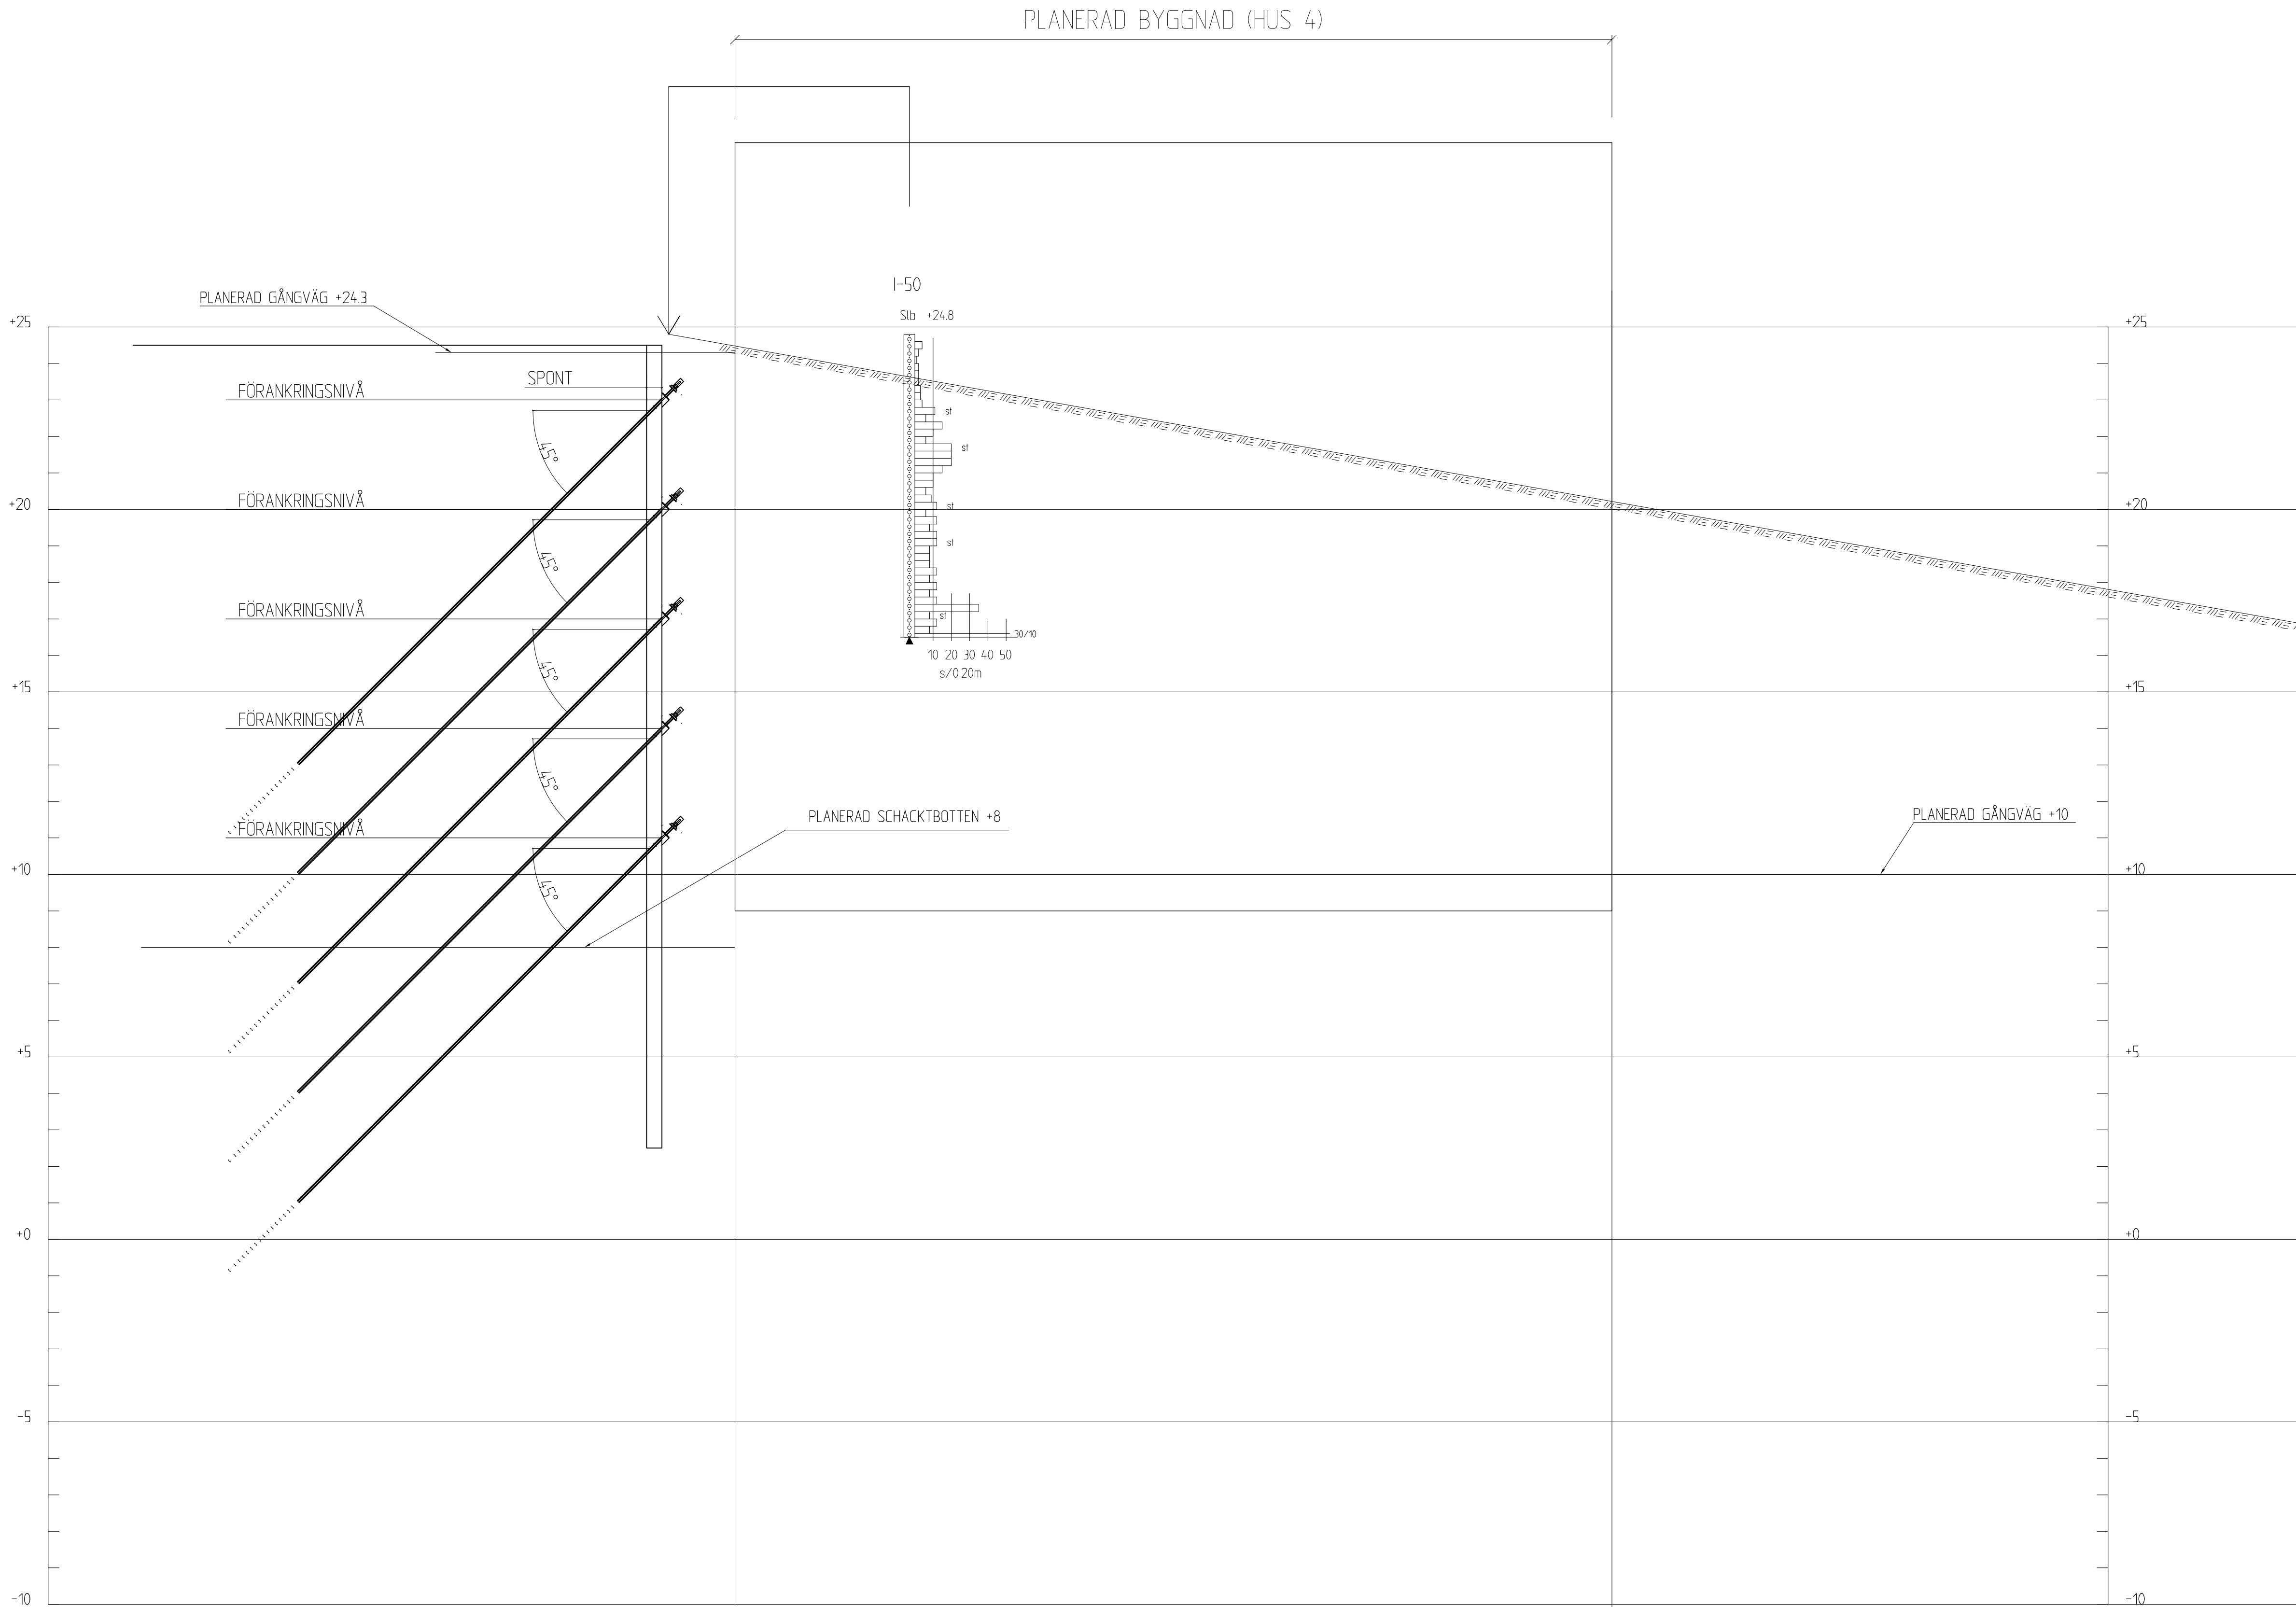 PLANERAD BYGGNAD (HUS 4)
I-50
Slb +24.8
PLANERAD GÅNGVÄG +24.3
+25
+25
SPONT
FÖRANKRINGSNIVÅ
st
45°
st
FÖRANKRINGSNIVÅ
+20
st
+20
st
45°
FÖRANKRINGSNIVÅ
st
30/10
10 20 30 40 50
s/0.20m
45°
+15
+15
FÖRANKRINGSNIVÅ
45°
PLANERAD SCHACKTBOTTEN +8
PLANERAD GÅNGVÄG +10
FÖRANKRINGSNIVÅ
+10
+10
45°
+5
+5
+0
+0
-5
-5
-10
-10